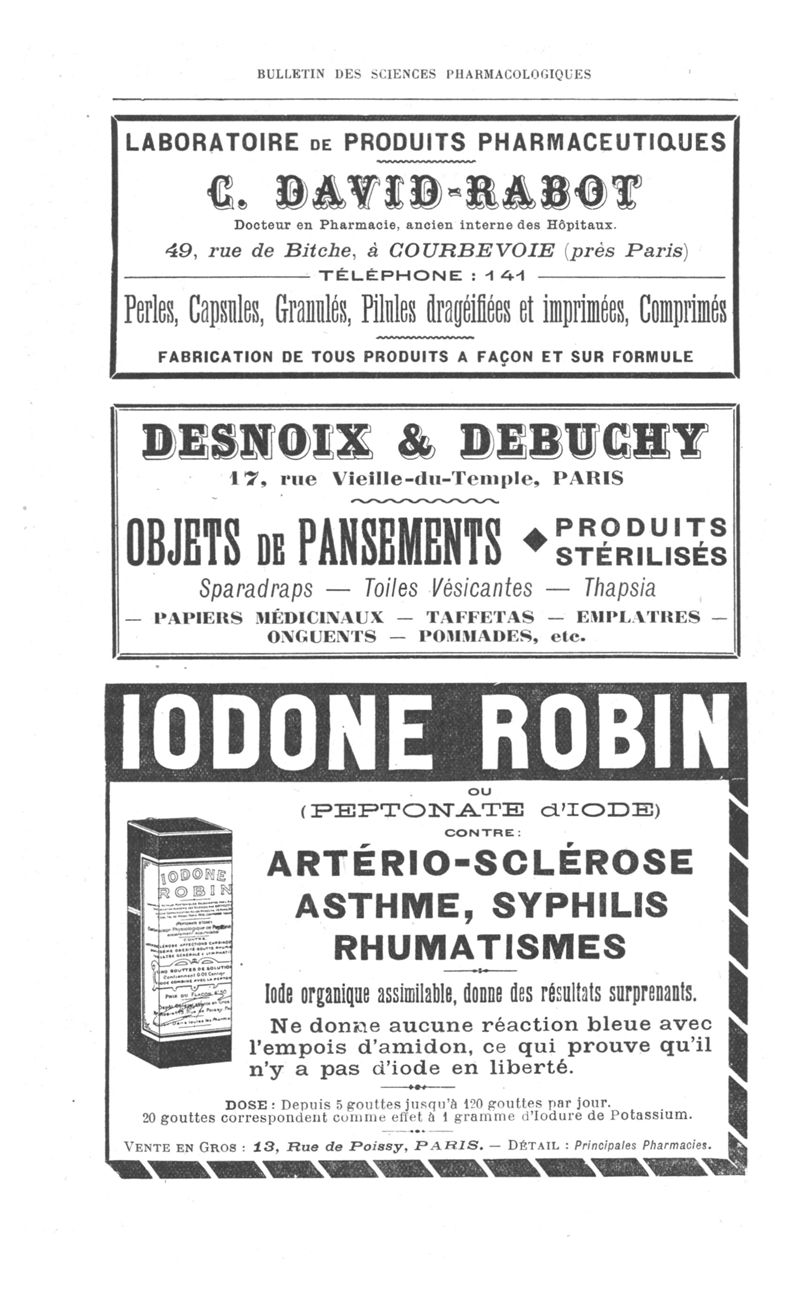 BULLETIN DES SCIENCES PHARMACOLOGIQUES
LABORATOIRE DE PRODUITS PHARMACEUTIQUES
C. DAVID-RABOT
Docteur en Pharmacie, ancien interne des Hôpitaux.
49, rue de Bitche, à COURBEVOIE (près Paris)
TÉLÉPHONE : 141
Perles, Capsules, Granulés, Pilules dragéifiées et imprimées, Comprimés
FABRICATION DE TOUS PRODUITS A FAÇON ET SUR FORMULE
DESNOIX & DEBUCHY
17, rue Vieille-du-Temple, PARIS
OBJETS DE PANSEMENTS ◆ PRODUITS
STÉRILISÉS
Sparadraps — Toiles Vésicantes — Thapsia
— PAPIERS MÉDICINAUX — TAFFETAS — EMPLATRES —
ONGUENTS — POMMADES, etc.
IODONE ROBIN
OU
(PEPTONATE d'IODE)
CONTRE:
ARTÉRIO-SCLÉROSE
ASTHME, SYPHILIS
RHUMATISMES
IODONE
ROBIN
PRIX DU FLACON
Iode organique assimilable, donne des résultats surprenants.
Ne donne aucune réaction bleue avec
l'empois d'amidon, ce qui prouve qu'il
n'y a pas d'iode en liberté.
DOSE : Depuis 5 gouttes jusqu'à 120 gouttes par jour.
20 gouttes correspondent comme effet à 1 gramme d'Iodure de Potassium.
VENTE EN GROS : 13, Rue de Poissy, PARIS. — DÉTAIL : Principales Pharmacies.